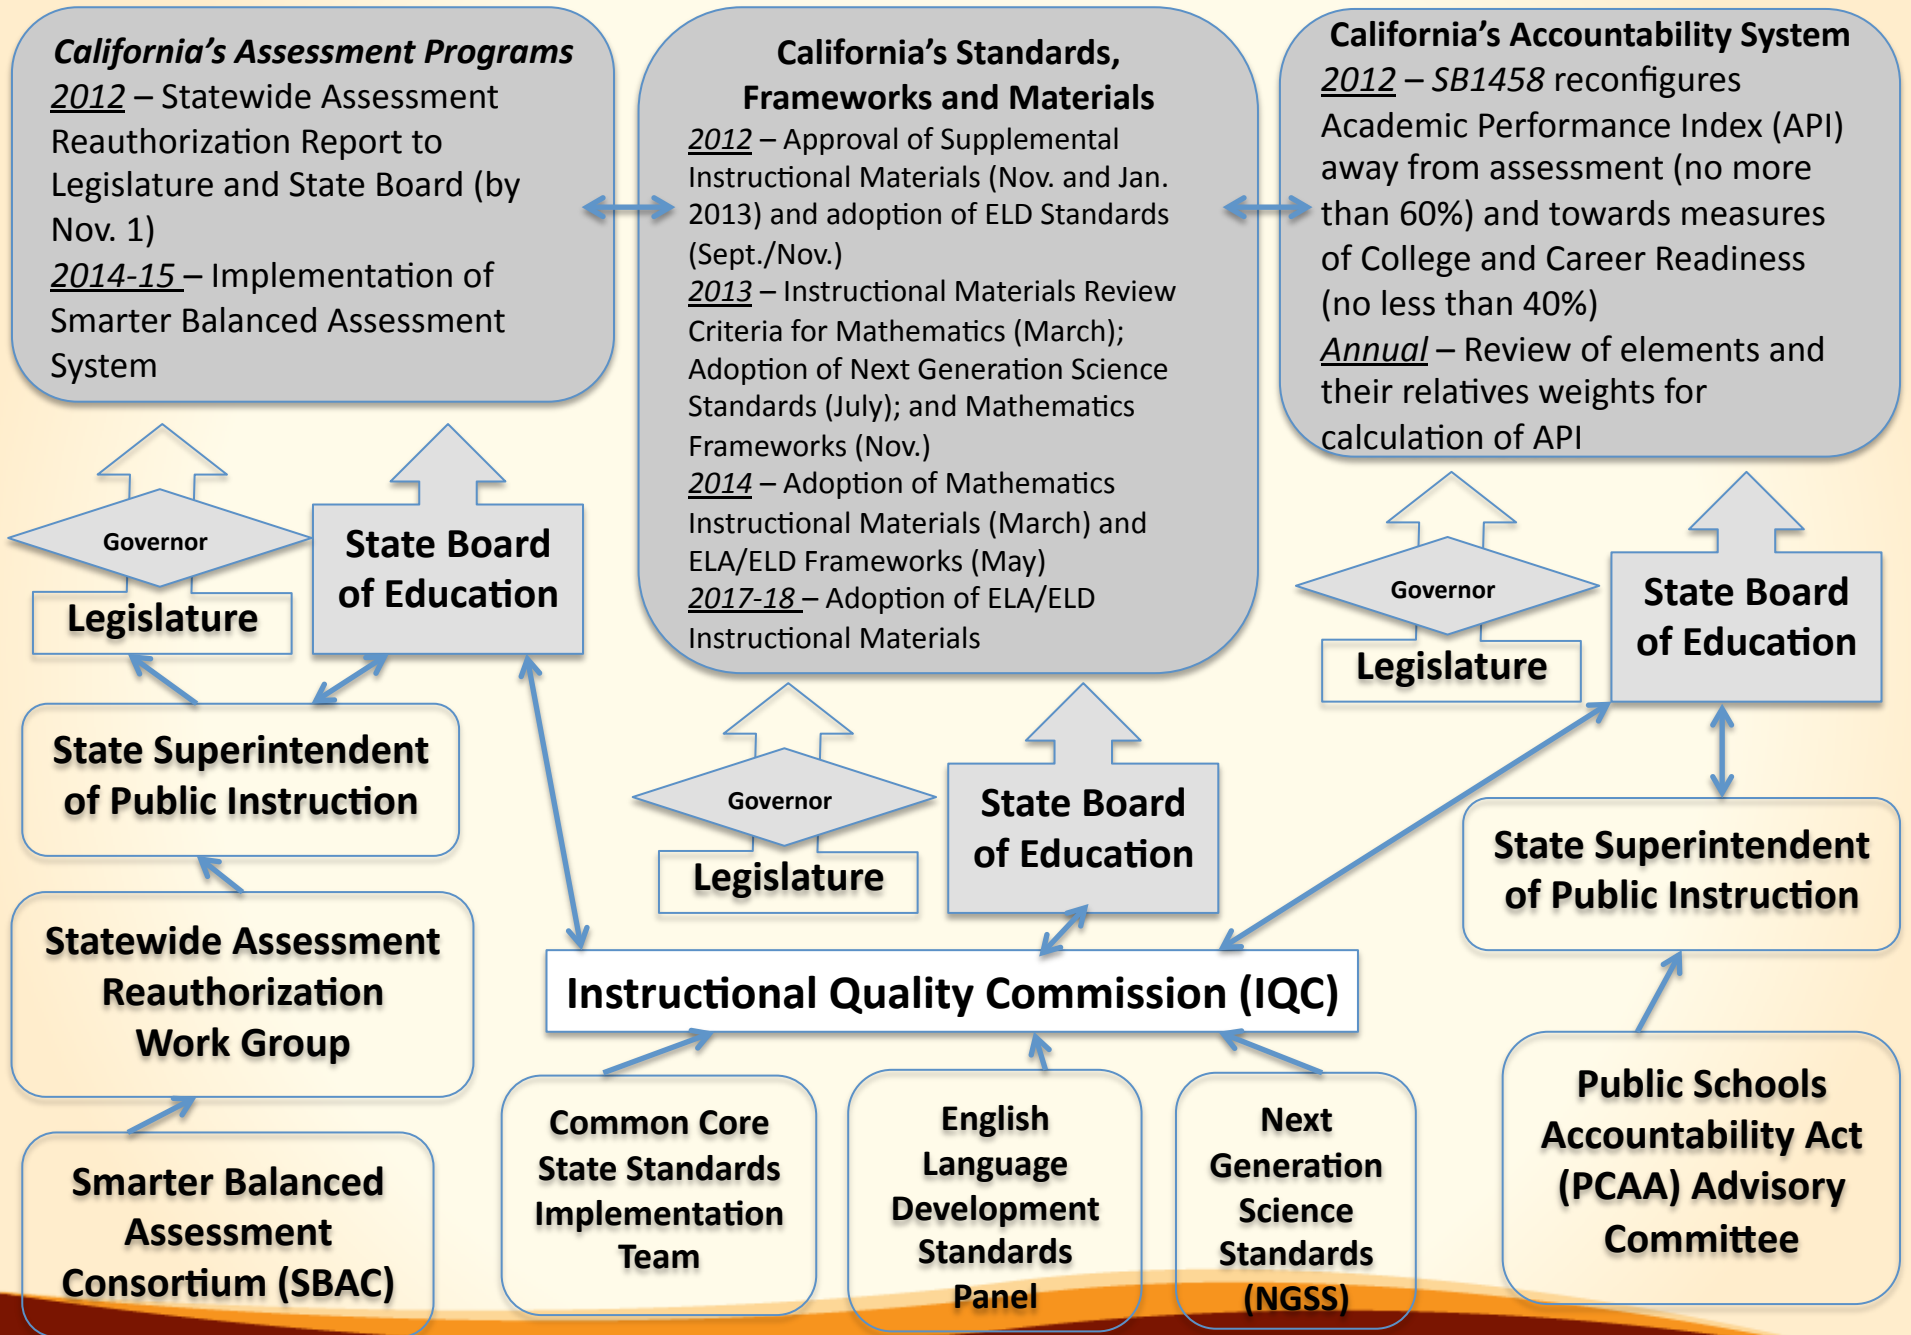 California's Assessment Programs
2012 – Statewide Assessment
Reauthorization Report to
Legislature and State Board (by
Nov. 1)
2014-15 – Implementation of
Smarter Balanced Assessment
System
California's Standards,
Frameworks and Materials
2012 – Approval of Supplemental
Instructional Materials (Nov. and Jan.
2013) and adoption of ELD Standards
(Sept./Nov.)
2013 – Instructional Materials Review
Criteria for Mathematics (March);
Adoption of Next Generation Science
Standards (July); and Mathematics
Frameworks (Nov.)
2014 – Adoption of Mathematics
Instructional Materials (March) and
ELA/ELD Frameworks (May)
2017-18 – Adoption of ELA/ELD
Instructional Materials
California's Accountability System
2012 – SB1458 reconfigures
Academic Performance Index (API)
away from assessment (no more
than 60%) and towards measures
of College and Career Readiness
(no less than 40%)
Annual – Review of elements and
their relatives weights for
calculation of API
Governor
Legislature
State Board
of Education
State Superintendent
of Public Instruction
Statewide Assessment
Reauthorization
Work Group
Smarter Balanced
Assessment
Consortium (SBAC)
Governor
Legislature
State Board
of Education
Instructional Quality Commission (IQC)
Common Core
State Standards
Implementation
Team
English
Language
Development
Standards
Panel
Next
Generation
Science
Standards
(NGSS)
Governor
Legislature
State Board
of Education
State Superintendent
of Public Instruction
Public Schools
Accountability Act
(PCAA) Advisory
Committee